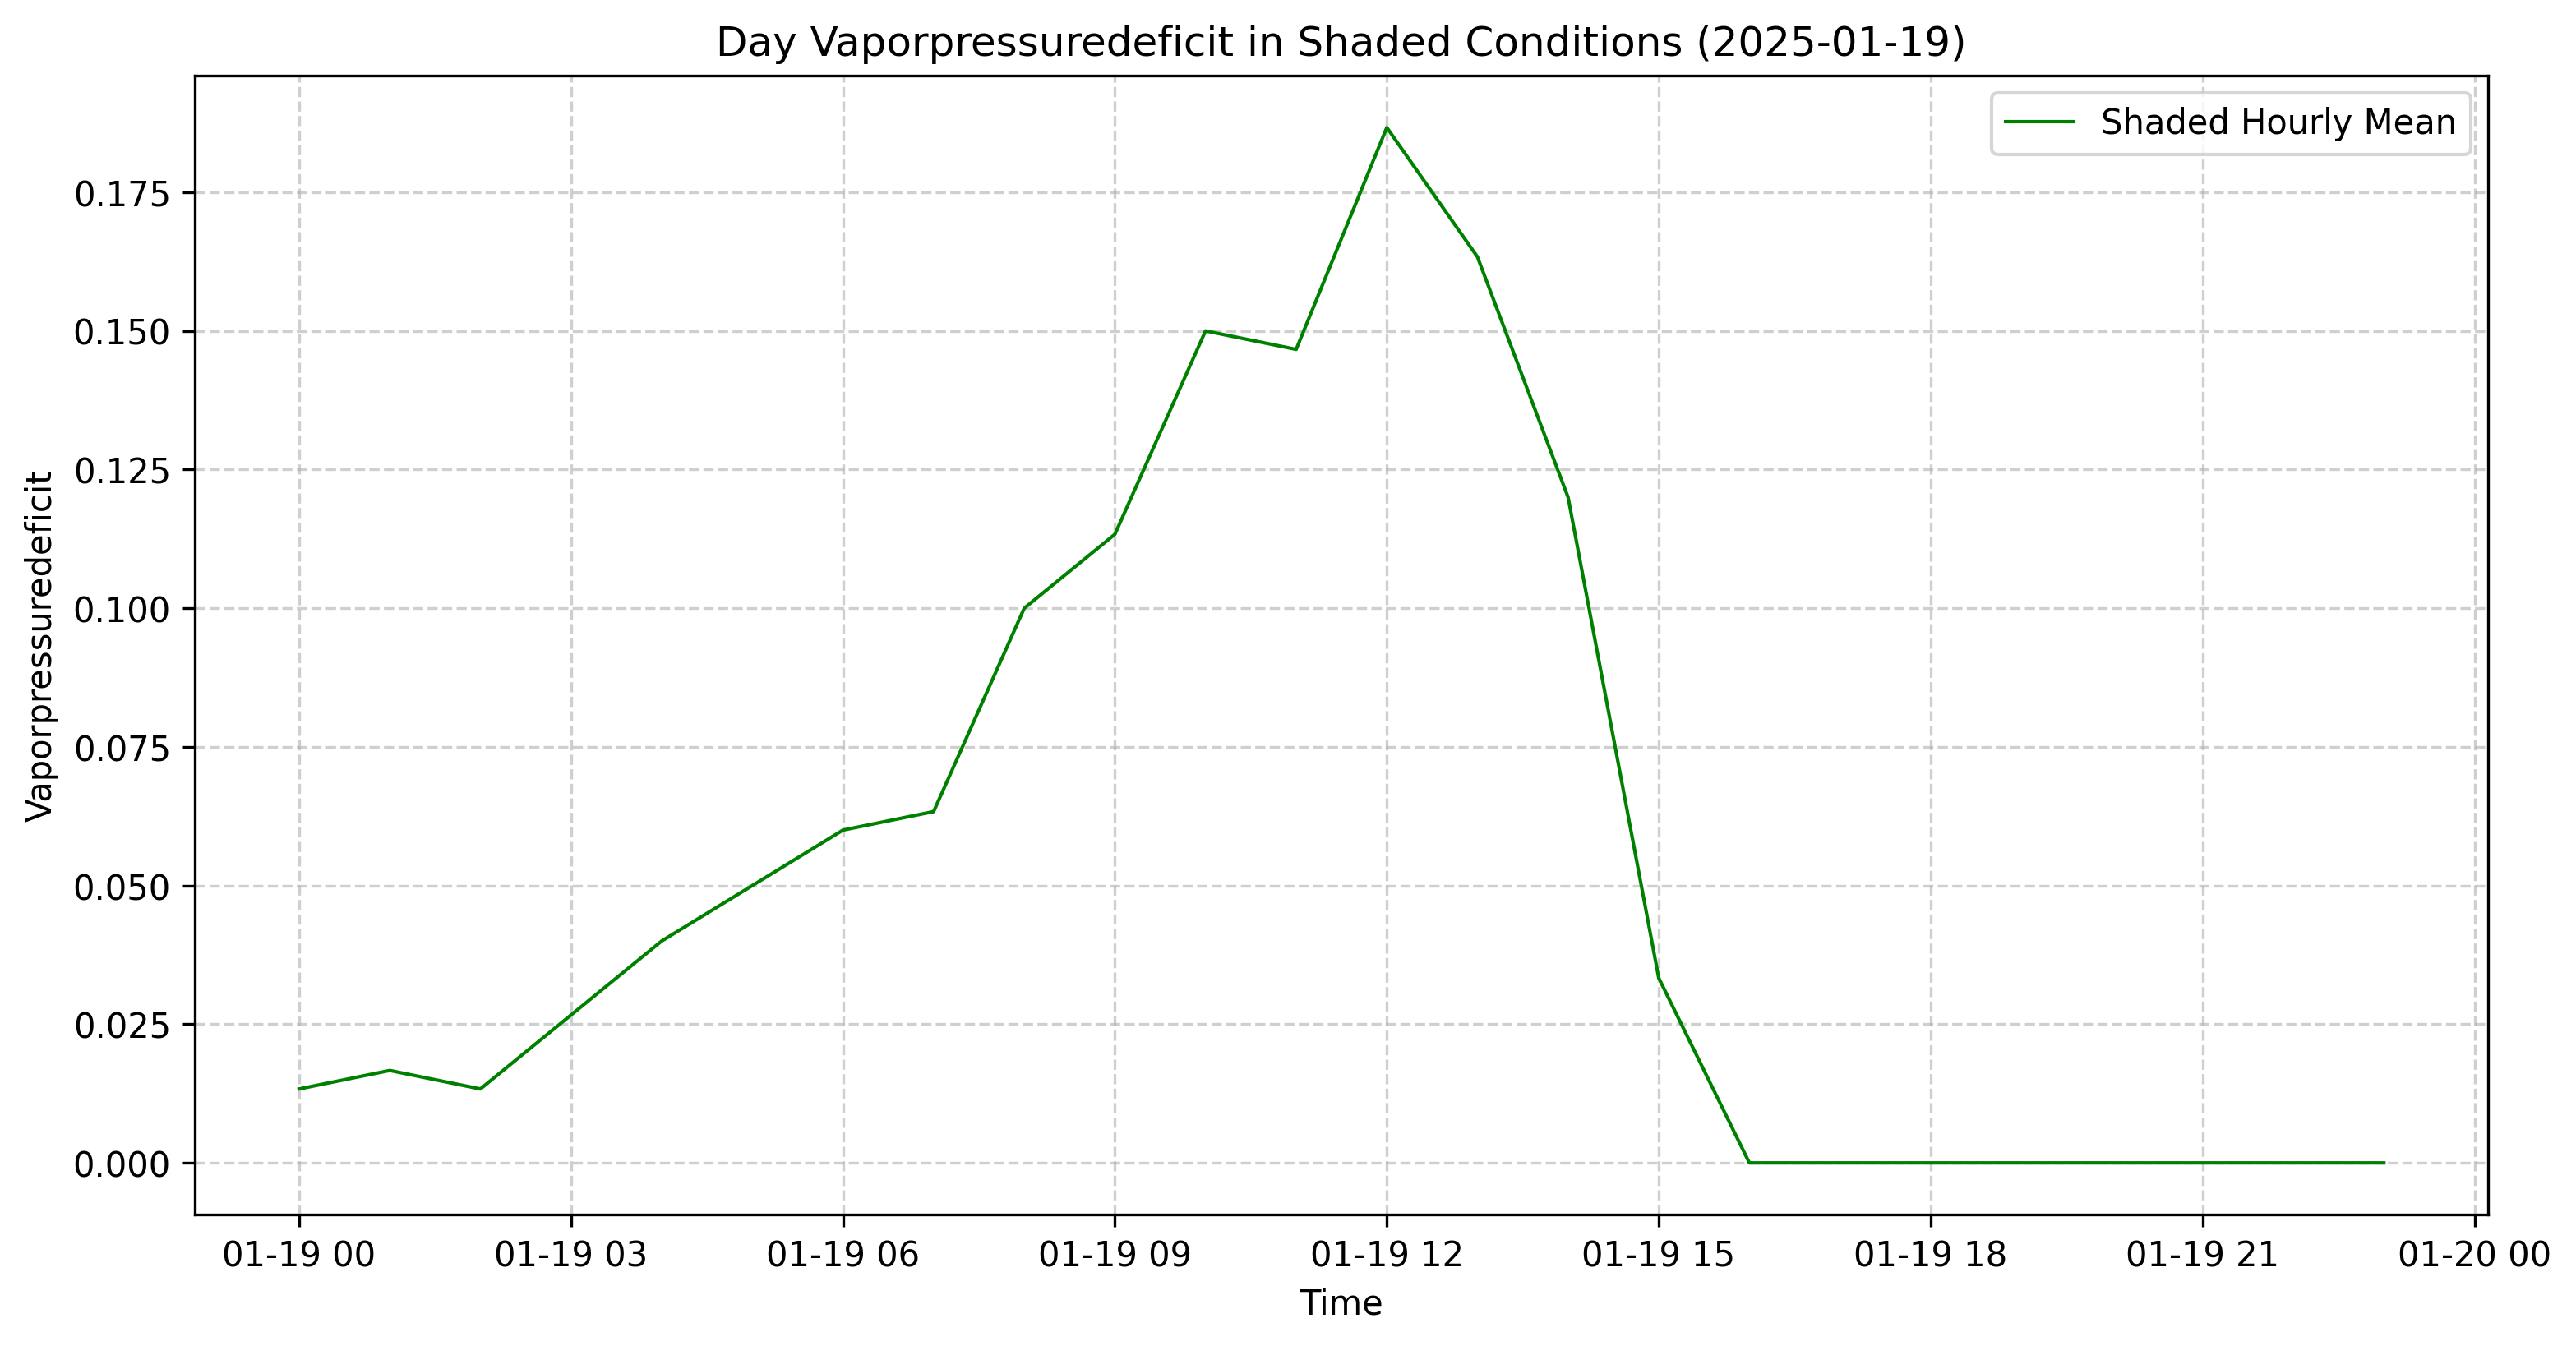 Day Vaporpressuredeficit in Shaded Conditions (2025-01-19)
Shaded Hourly Mean
Vaporpressuredeficit
0.175
0.150
0.125
0.100
0.075
0.050
0.025
0.000
01-19 00 01-19 03 01-19 06 01-19 09 01-19 12 01-19 15 01-19 18 01-19 21 01-20 00
Time